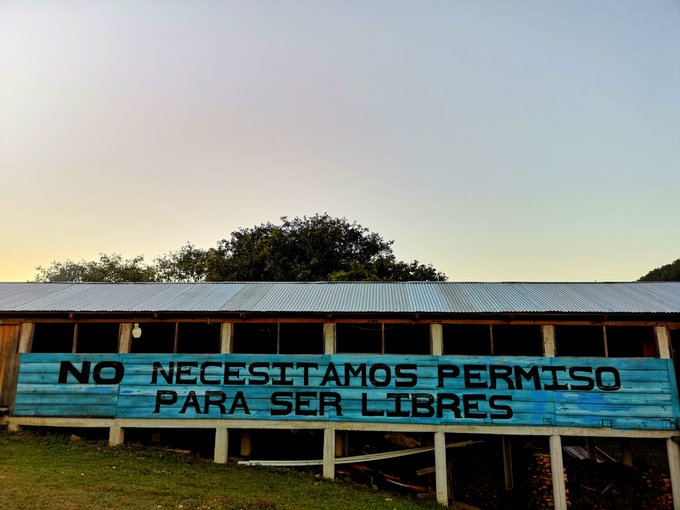 NO NECESITAMOS PERMISO
PARA SER LIBRES